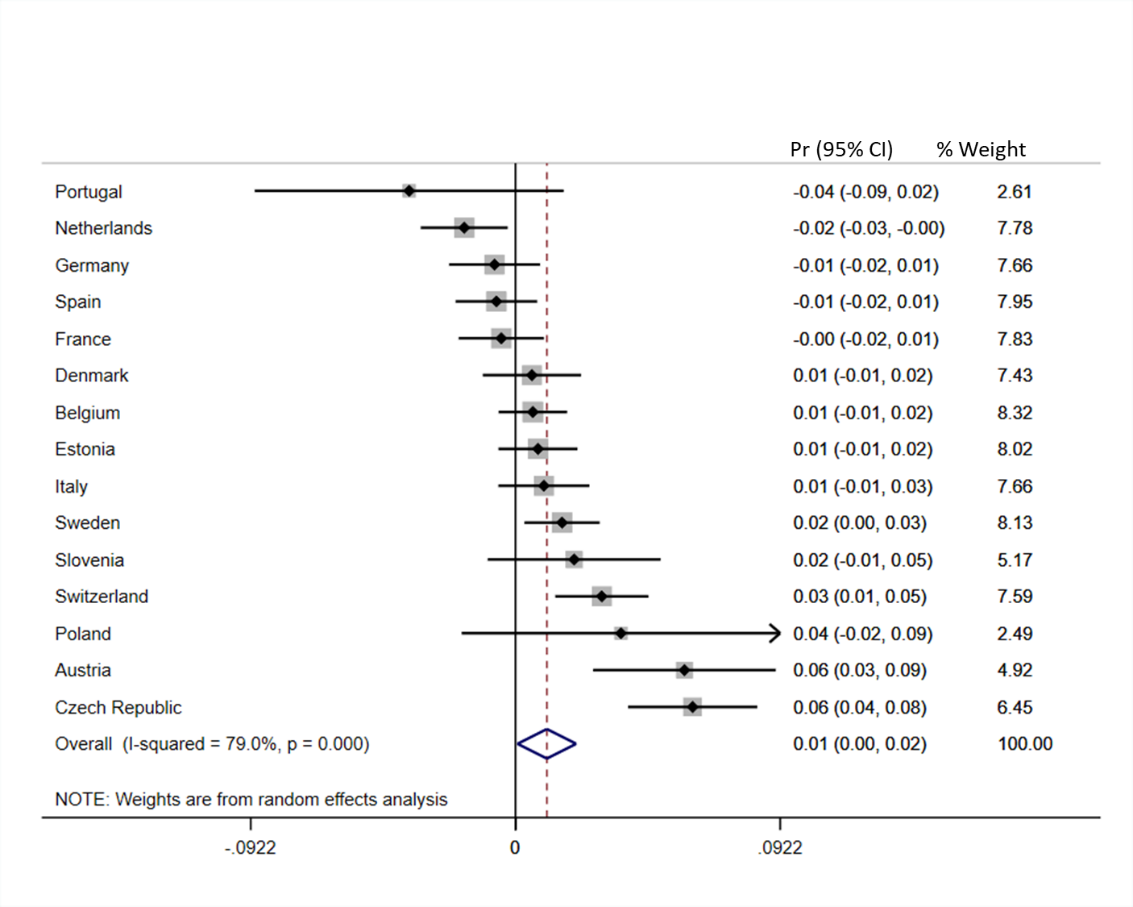 Pr (95% CI) % Weight
Portugal -0.04 (-0.09, 0.02) 2.61
Netherlands -0.02 (-0.03, -0.00) 7.78
Germany -0.01 (-0.02, 0.01) 7.66
Spain -0.01 (-0.02, 0.01) 7.95
France -0.00 (-0.02, 0.01) 7.83
Denmark 0.01 (-0.01, 0.02) 7.43
Belgium 0.01 (-0.01, 0.02) 8.32
Estonia 0.01 (-0.01, 0.02) 8.02
Italy 0.01 (-0.01, 0.03) 7.66
Sweden 0.02 (0.00, 0.03) 8.13
Slovenia 0.02 (-0.01, 0.05) 5.17
Switzerland 0.03 (0.01, 0.05) 7.59
Poland 0.04 (-0.02, 0.09) 2.49
Austria 0.06 (0.03, 0.09) 4.92
Czech Republic 0.06 (0.04, 0.08) 6.45
Overall (I-squared = 79.0%, p = 0.000) 0.01 (0.00, 0.02) 100.00
NOTE: Weights are from random effects analysis
-.0922 0 .0922